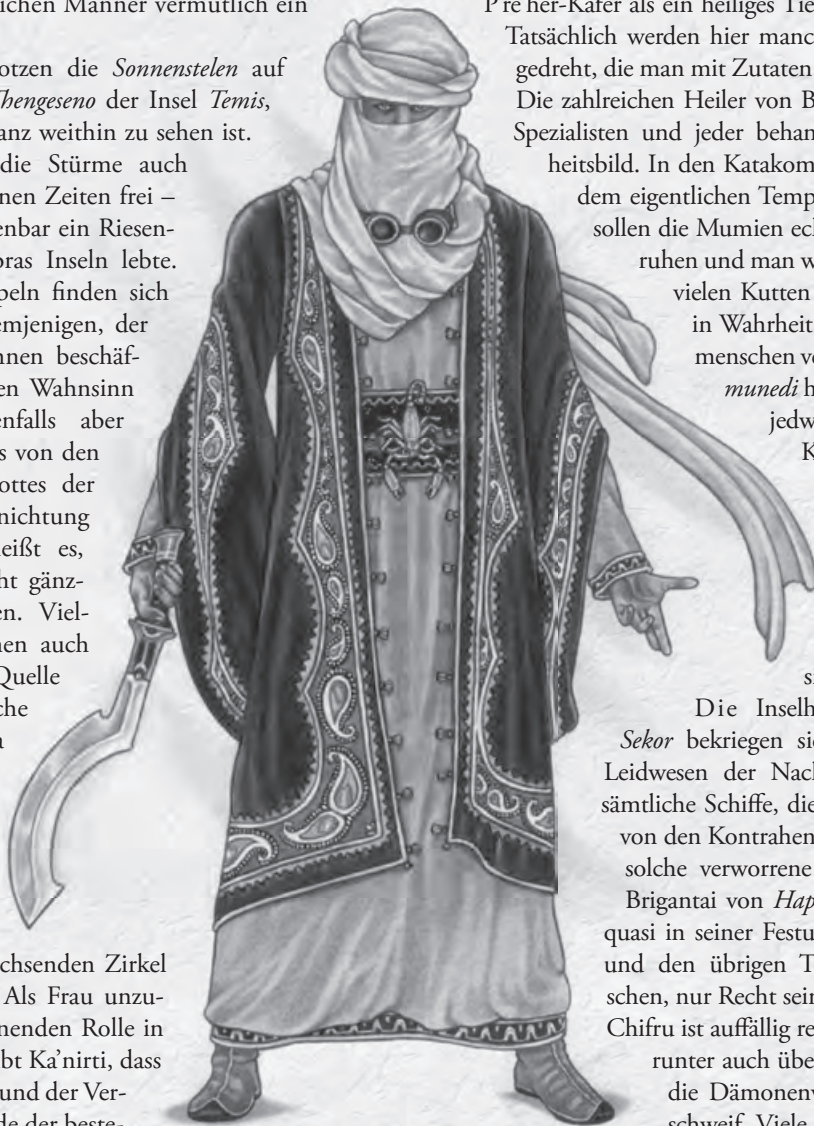 lichen Männer vermutlich ein
otzen die Sonnenstelen auf
hengeseno der Insel Temis,
anz weithin zu sehen ist.
die Stürme auch
nen Zeiten frei –
enbar ein Riesen-
oras Inseln lebte.
peln finden sich
emjenigen, der
nnen beschäf-
en Wahnsinn
enfalls aber
s von den
ottes der
nichtung
eißt es,
ht gänz-
en. Viel-
nen auch
Quelle
che
a
chsenden Zirkel
Als Frau unzu-
nenden Rolle in
bt Ka’nirti, dass
und der Ver-
de der beste-
Pre’her-Käfer als ein heiliges Tie
Tatsächlich werden hier manc
gedreht, die man mit Zutaten
Die zahlreichen Heiler von B
Spezialisten und jeder behan
heitsbild. In den Katakom
dem eigentlichen Temp
sollen die Mumien ech
ruhen und man w
vielen Kutten
in Wahrheit
menschen ve
munedi h
jedw
K
si
Die Inselh
Sekor bekriegen sie
Leidwesen der Nach
sämtliche Schiffe, die
von den Kontrahen
solche verworrene
Brigantai von Hap
quasi in seiner Festu
und den übrigen T
schen, nur Recht sein
Chifru ist auffällig re
runter auch übe
die Dämonenv
schweif. Viele